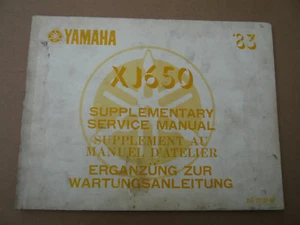 YAMAHA '83
XJ650
SUPPLEMENTARY
SERVICE MANUAL
SUPPLEMENT AU
MANUEL D'ATELIER
ERGÄNZUNG ZUR
WARTUNGSANLEITUNG